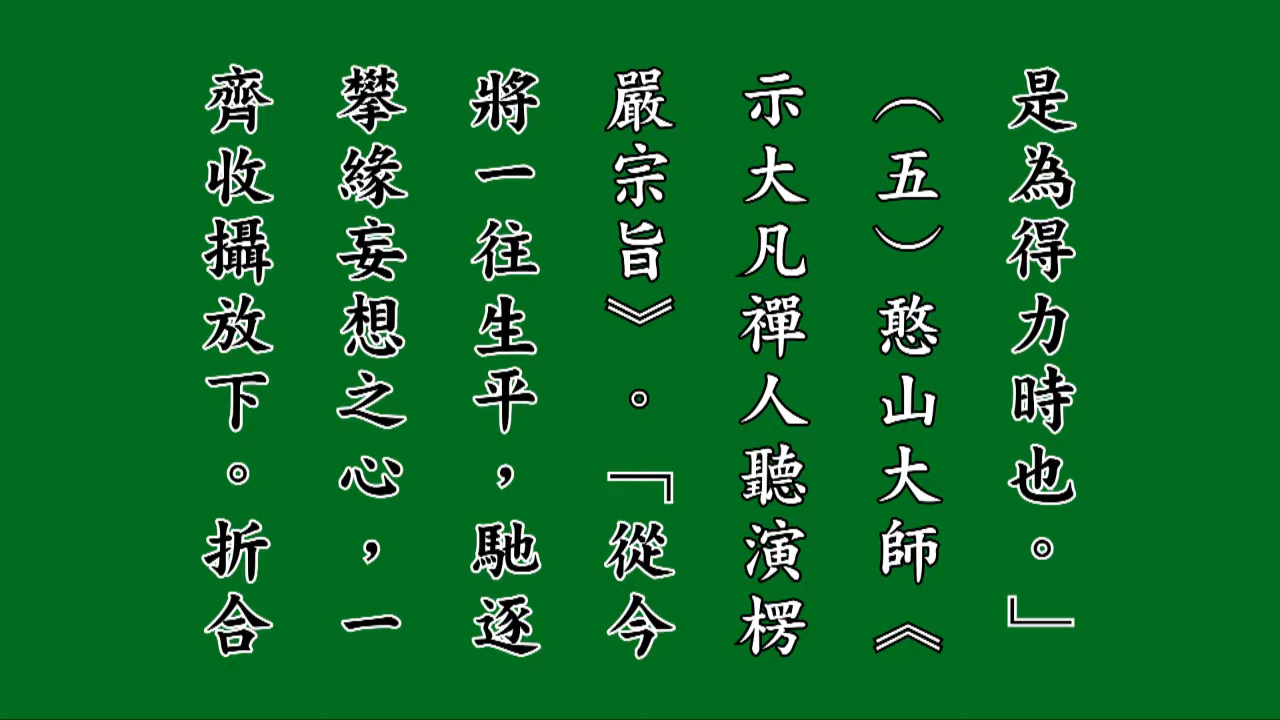 是為得力時也。」
（五）憨山大師《
示大凡禪人聽演楞
嚴宗旨》。「從今
將一往生平，馳逐
攀緣妄想之心，一
齊收攝放下。折合